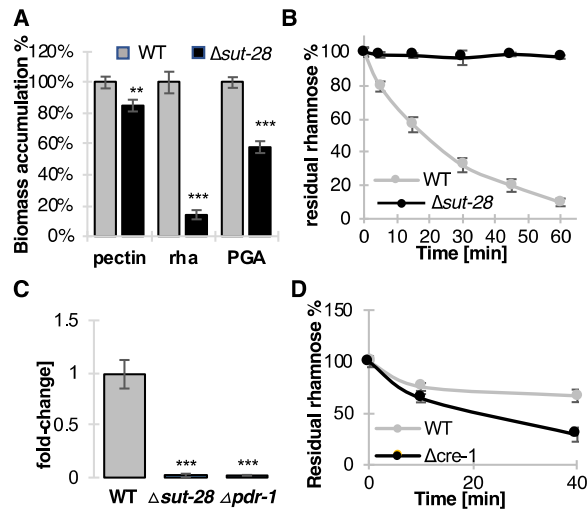 A
120%
100%
80%
60%
40%
20%
0%
Biomass accumulation %
WT
Δsut-28
**
***
***
pectin
rha
PGA
B
100
80
60
40
20
0
residual rhamnose %
WT
Δsut-28
0 10 20 30 40 50 60
Time [min]
C
1.5
1
0.5
0
fold-change]
***
***
WT Δsut-28 Δpdr-1
D
150
100
50
0
Residual rhamnose %
WT
Δcre-1
0 20 40
Time [min]